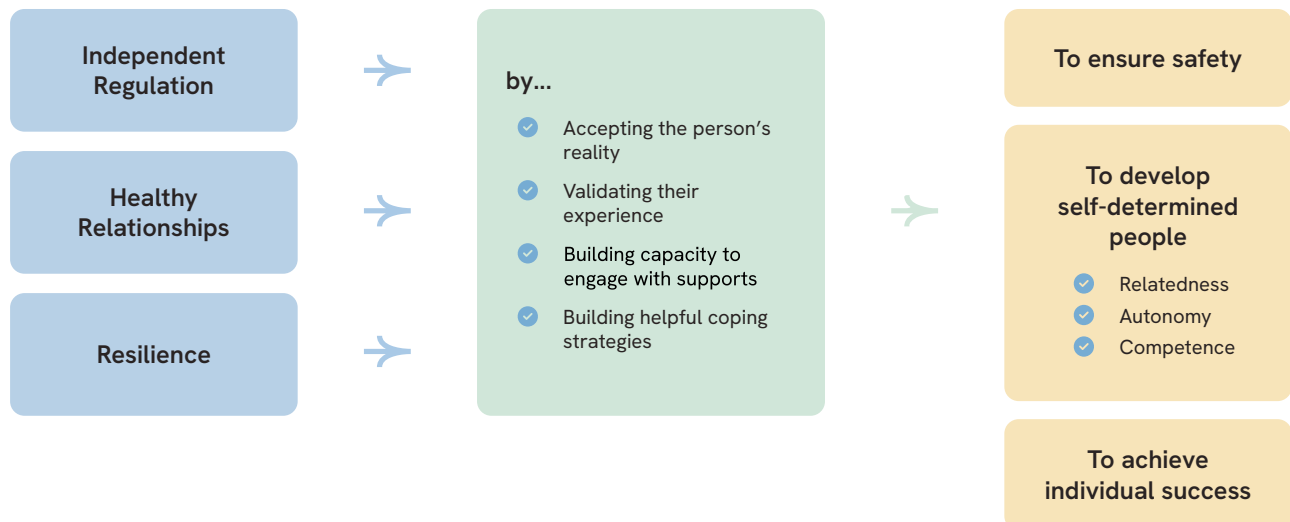 Independent
Regulation
Healthy
Relationships
Resilience
by...
Accepting the person’s
reality
Validating their
experience
Building capacity to
engage with supports
Building helpful coping
strategies
To ensure safety
To develop
self-determined
people
Relatedness
Autonomy
Competence
To achieve
individual success